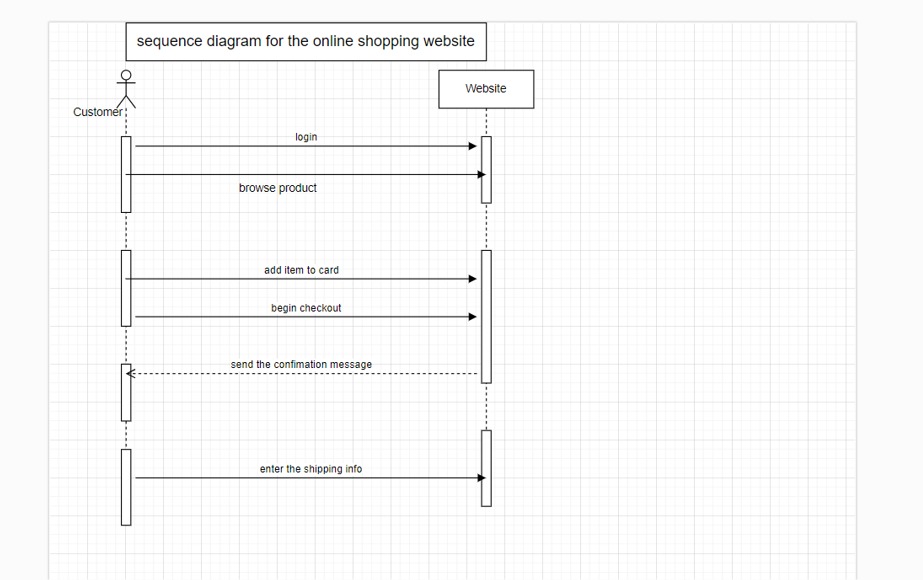 sequence diagram for the online shopping website
Website
Customer
login
browse product
add item to card
begin checkout
send the confimation message
enter the shipping info